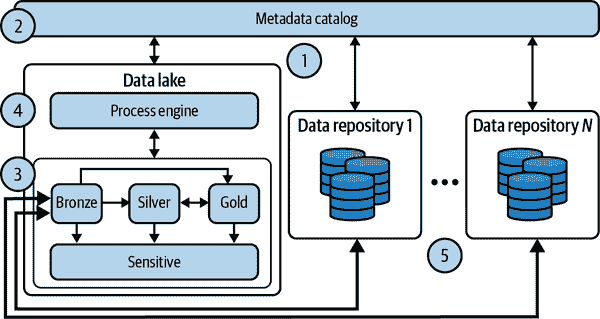 2
Metadata catalog
1
Data lake
4
Process engine
Data repository 1
Data repository N
3
Bronze
Silver
Gold
Sensitive
5